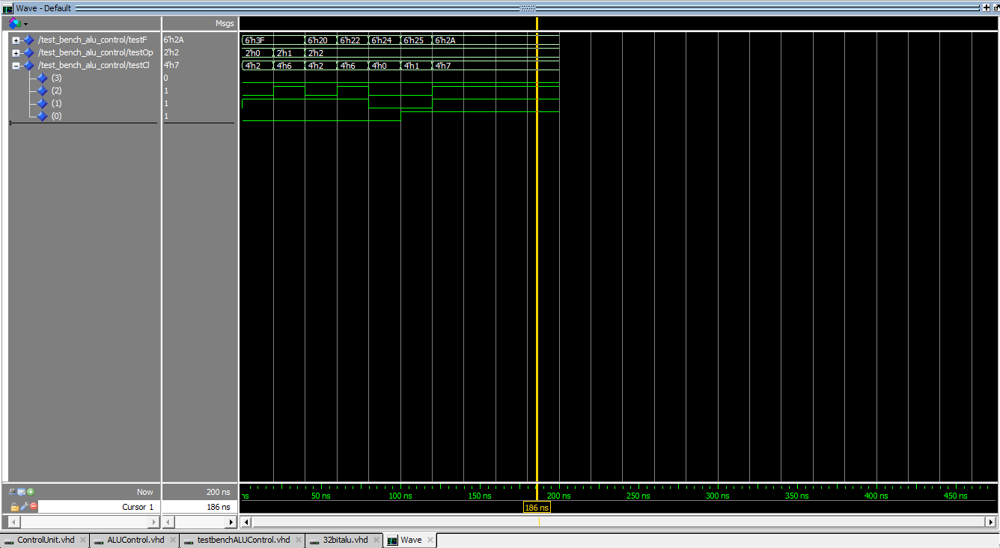 Wave - Default
Msgs
/test_bench_alu_control/testF 6'h2A 6'h3F 6'h20 6'h22 6'h24 6'h25 6'h2A
/test_bench_alu_control/testOp 2'h2 2'h0 2'h1 2'h2
/test_bench_alu_control/testCl 4'h7 4'h2 4'h6 4'h2 4'h6 4'h0 4'h1 4'h7
(3) 0
(2) 1
(1) 1
(0) 1
Now 200 ns ns 50 ns 100 ns 150 ns 200 ns 250 ns 300 ns 350 ns 400 ns 450 ns
Cursor 1 186 ns 186 ns
ControlUnit.vhd ALUControl.vhd testbenchALUControl.vhd 32bitalu.vhd Wave